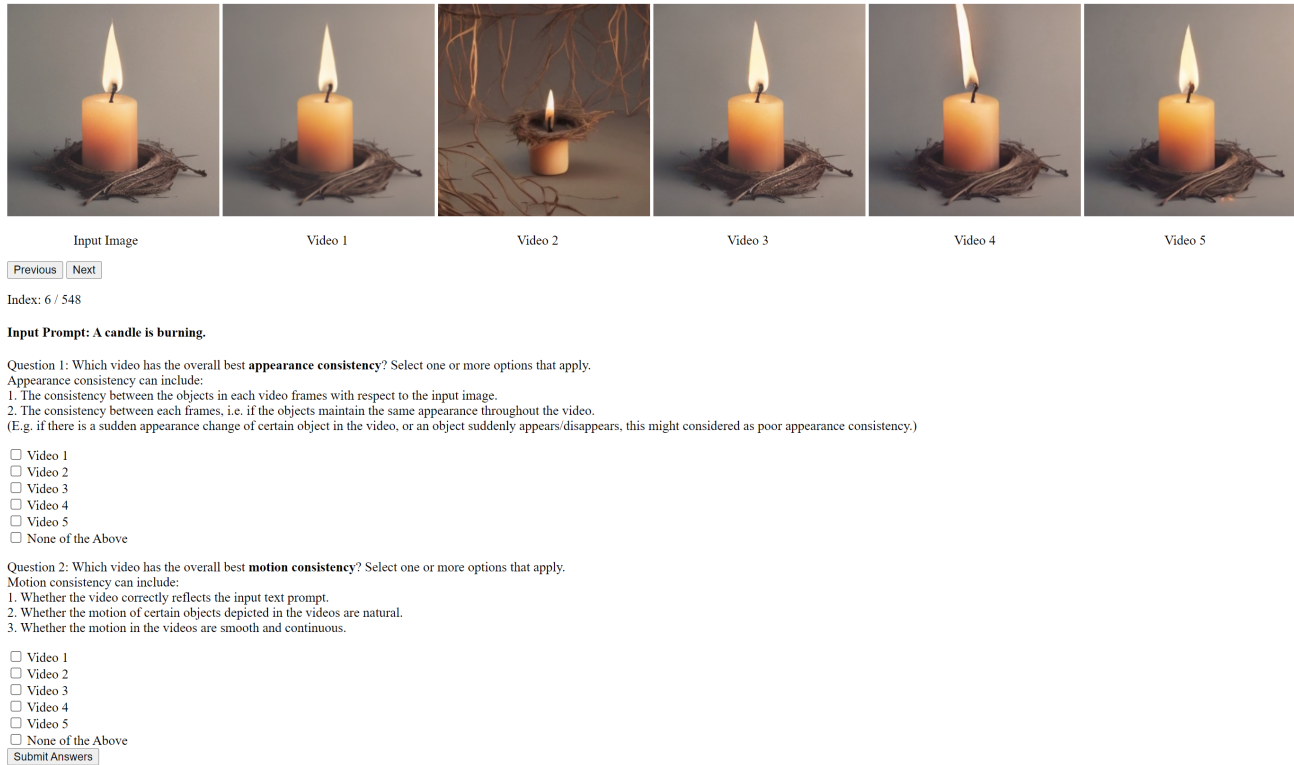 Input Image
Video 1
Video 2
Video 3
Video 4
Video 5
Previous Next
Index: 6 / 548
Input Prompt: A candle is burning.
Question 1: Which video has the overall best appearance consistency? Select one or more options that apply.
Appearance consistency can include:
1. The consistency between the objects in each video frames with respect to the input image.
2. The consistency between each frames, i.e. if the objects maintain the same appearance throughout the video.
(E.g. if there is a sudden appearance change of certain object in the video, or an object suddenly appears/disappears, this might considered as poor appearance consistency.)
Video 1
Video 2
Video 3
Video 4
Video 5
None of the Above
Question 2: Which video has the overall best motion consistency? Select one or more options that apply.
Motion consistency can include:
1. Whether the video correctly reflects the input text prompt.
2. Whether the motion of certain objects depicted in the videos are natural.
3. Whether the motion in the videos are smooth and continuous.
Video 1
Video 2
Video 3
Video 4
Video 5
None of the Above
Submit Answers